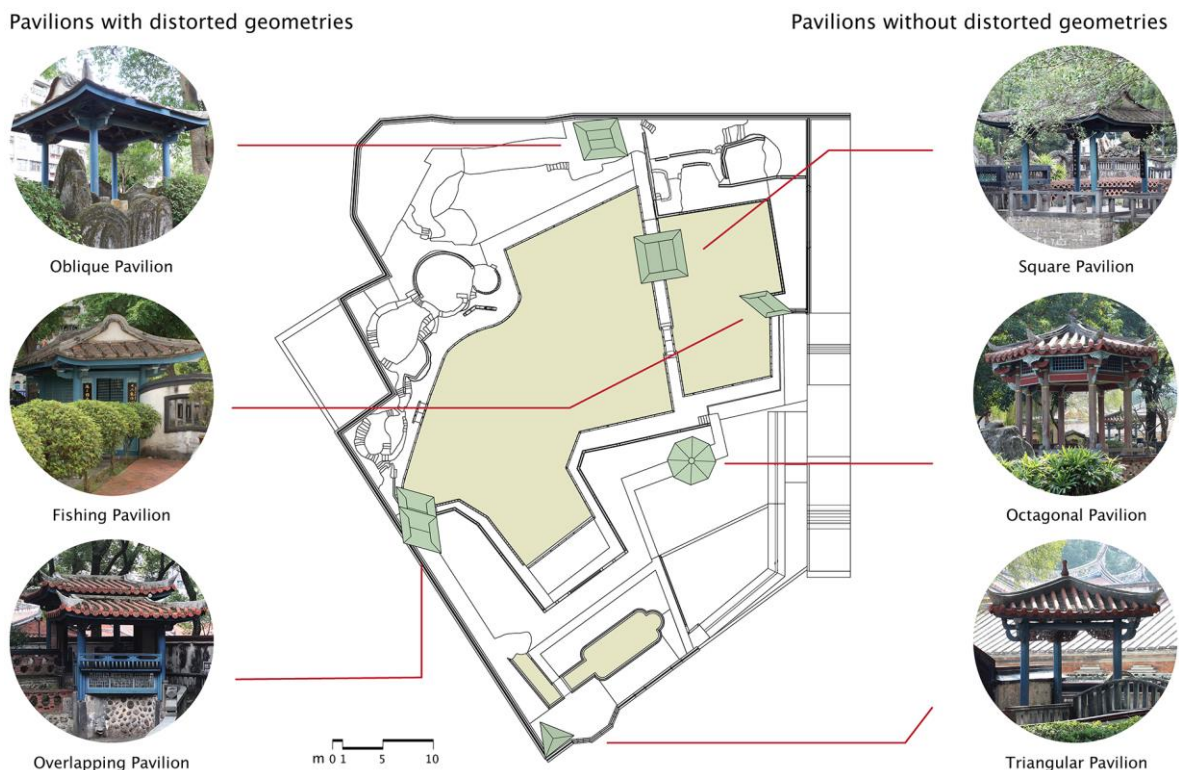 Pavilions with distorted geometries
Pavilions without distorted geometries
Oblique Pavilion
Square Pavilion
Fishing Pavilion
Octagonal Pavilion
Overlapping Pavilion
Triangular Pavilion
m 0 1 5 10